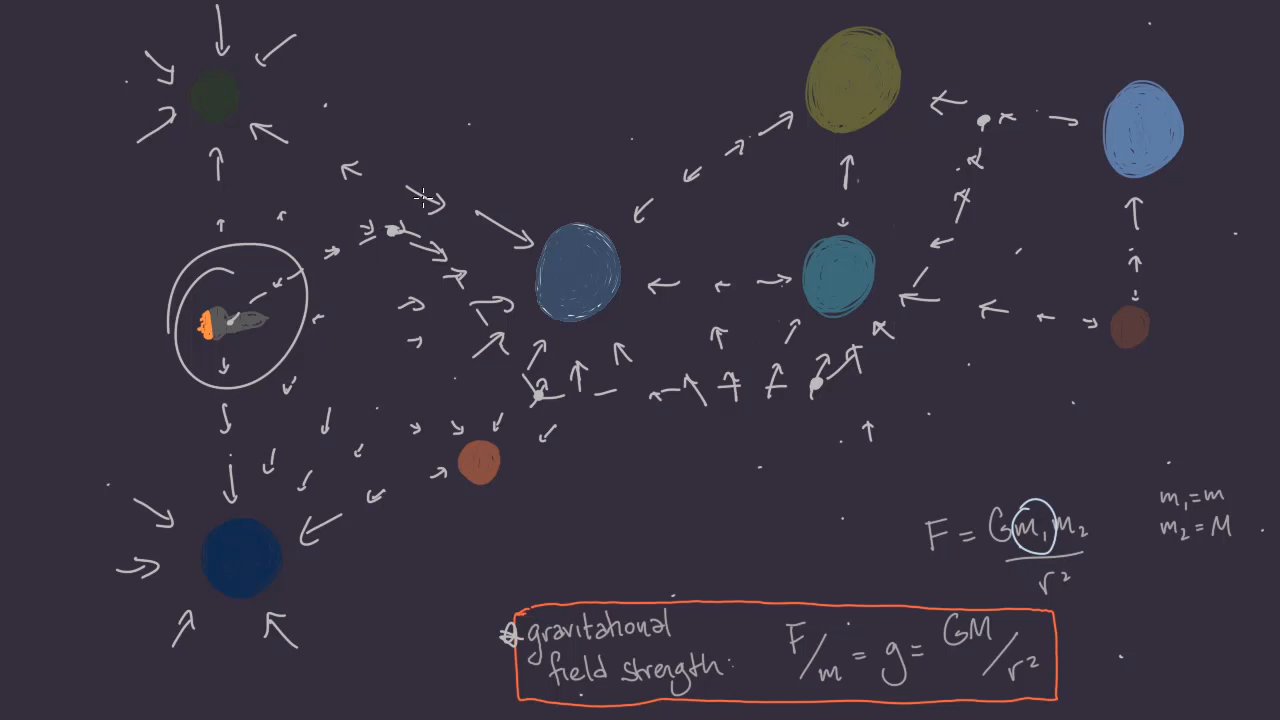 F = Gm₁m₂ / r²
m₁ = m
m₂ = M
gravitational
field strength:
F/m = g = GM/r²